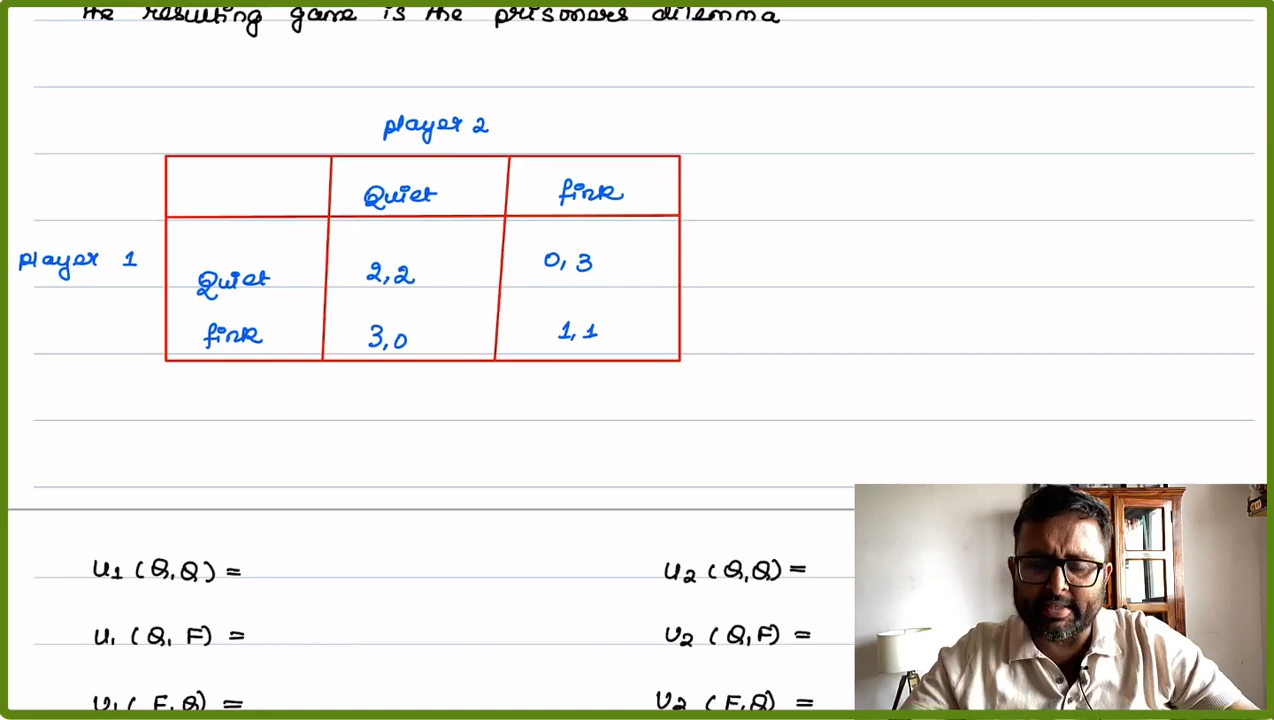 the resulting game is the prisoners dilemma
player 2
Quiet fink
player 1
Quiet 2,2 0,3
fink 3,0 1,1
u1 (Q,Q) = u2 (Q,Q) =
u1 (Q, F) = u2 (Q,F) =
u1 (F,Q) = u2 (F,Q) =